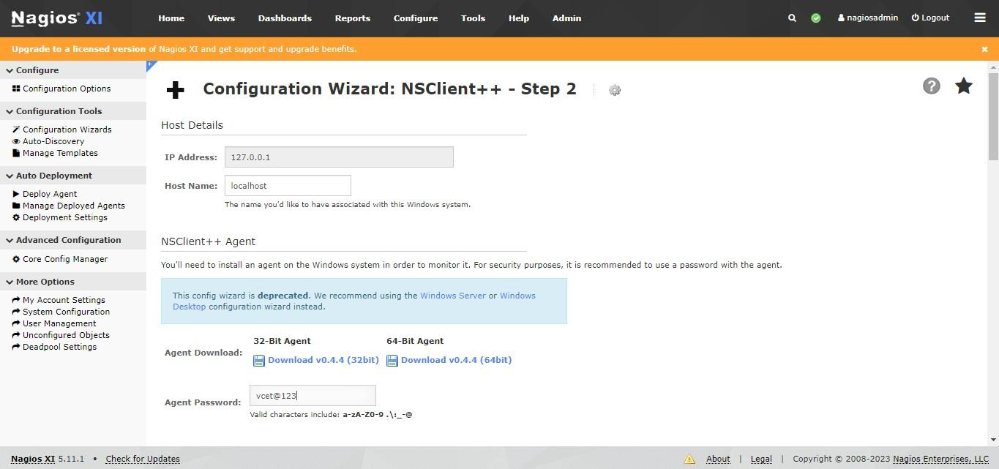 Nagios® XI
Home Views Dashboards Reports Configure Tools Help Admin
nagiosadmin Logout
Upgrade to a licensed version of Nagios XI and get support and upgrade benefits.
Configure
Configuration Options
Configuration Tools
Configuration Wizards
Auto-Discovery
Manage Templates
Auto Deployment
Deploy Agent
Manage Deployed Agents
Deployment Settings
Advanced Configuration
Core Config Manager
More Options
My Account Settings
System Configuration
User Management
Unconfigured Objects
Deadpool Settings
Configuration Wizard: NSClient++ - Step 2
Host Details
IP Address: 127.0.0.1
Host Name: localhost
The name you'd like to have associated with this Windows system.
NSClient++ Agent
You'll need to install an agent on the Windows system in order to monitor it. For security purposes, it is recommended to use a password with the agent.
This config wizard is deprecated. We recommend using the Windows Server or Windows
Desktop configuration wizard instead.
32-Bit Agent 64-Bit Agent
Agent Download: Download v0.4.4 (32bit) Download v0.4.4 (64bit)
Agent Password: vcet@123
Valid characters include: a-zA-Z0-9 .\:_-@
Nagios XI 5.11.1 • Check for Updates
About | Legal | Copyright © 2008-2023 Nagios Enterprises, LLC